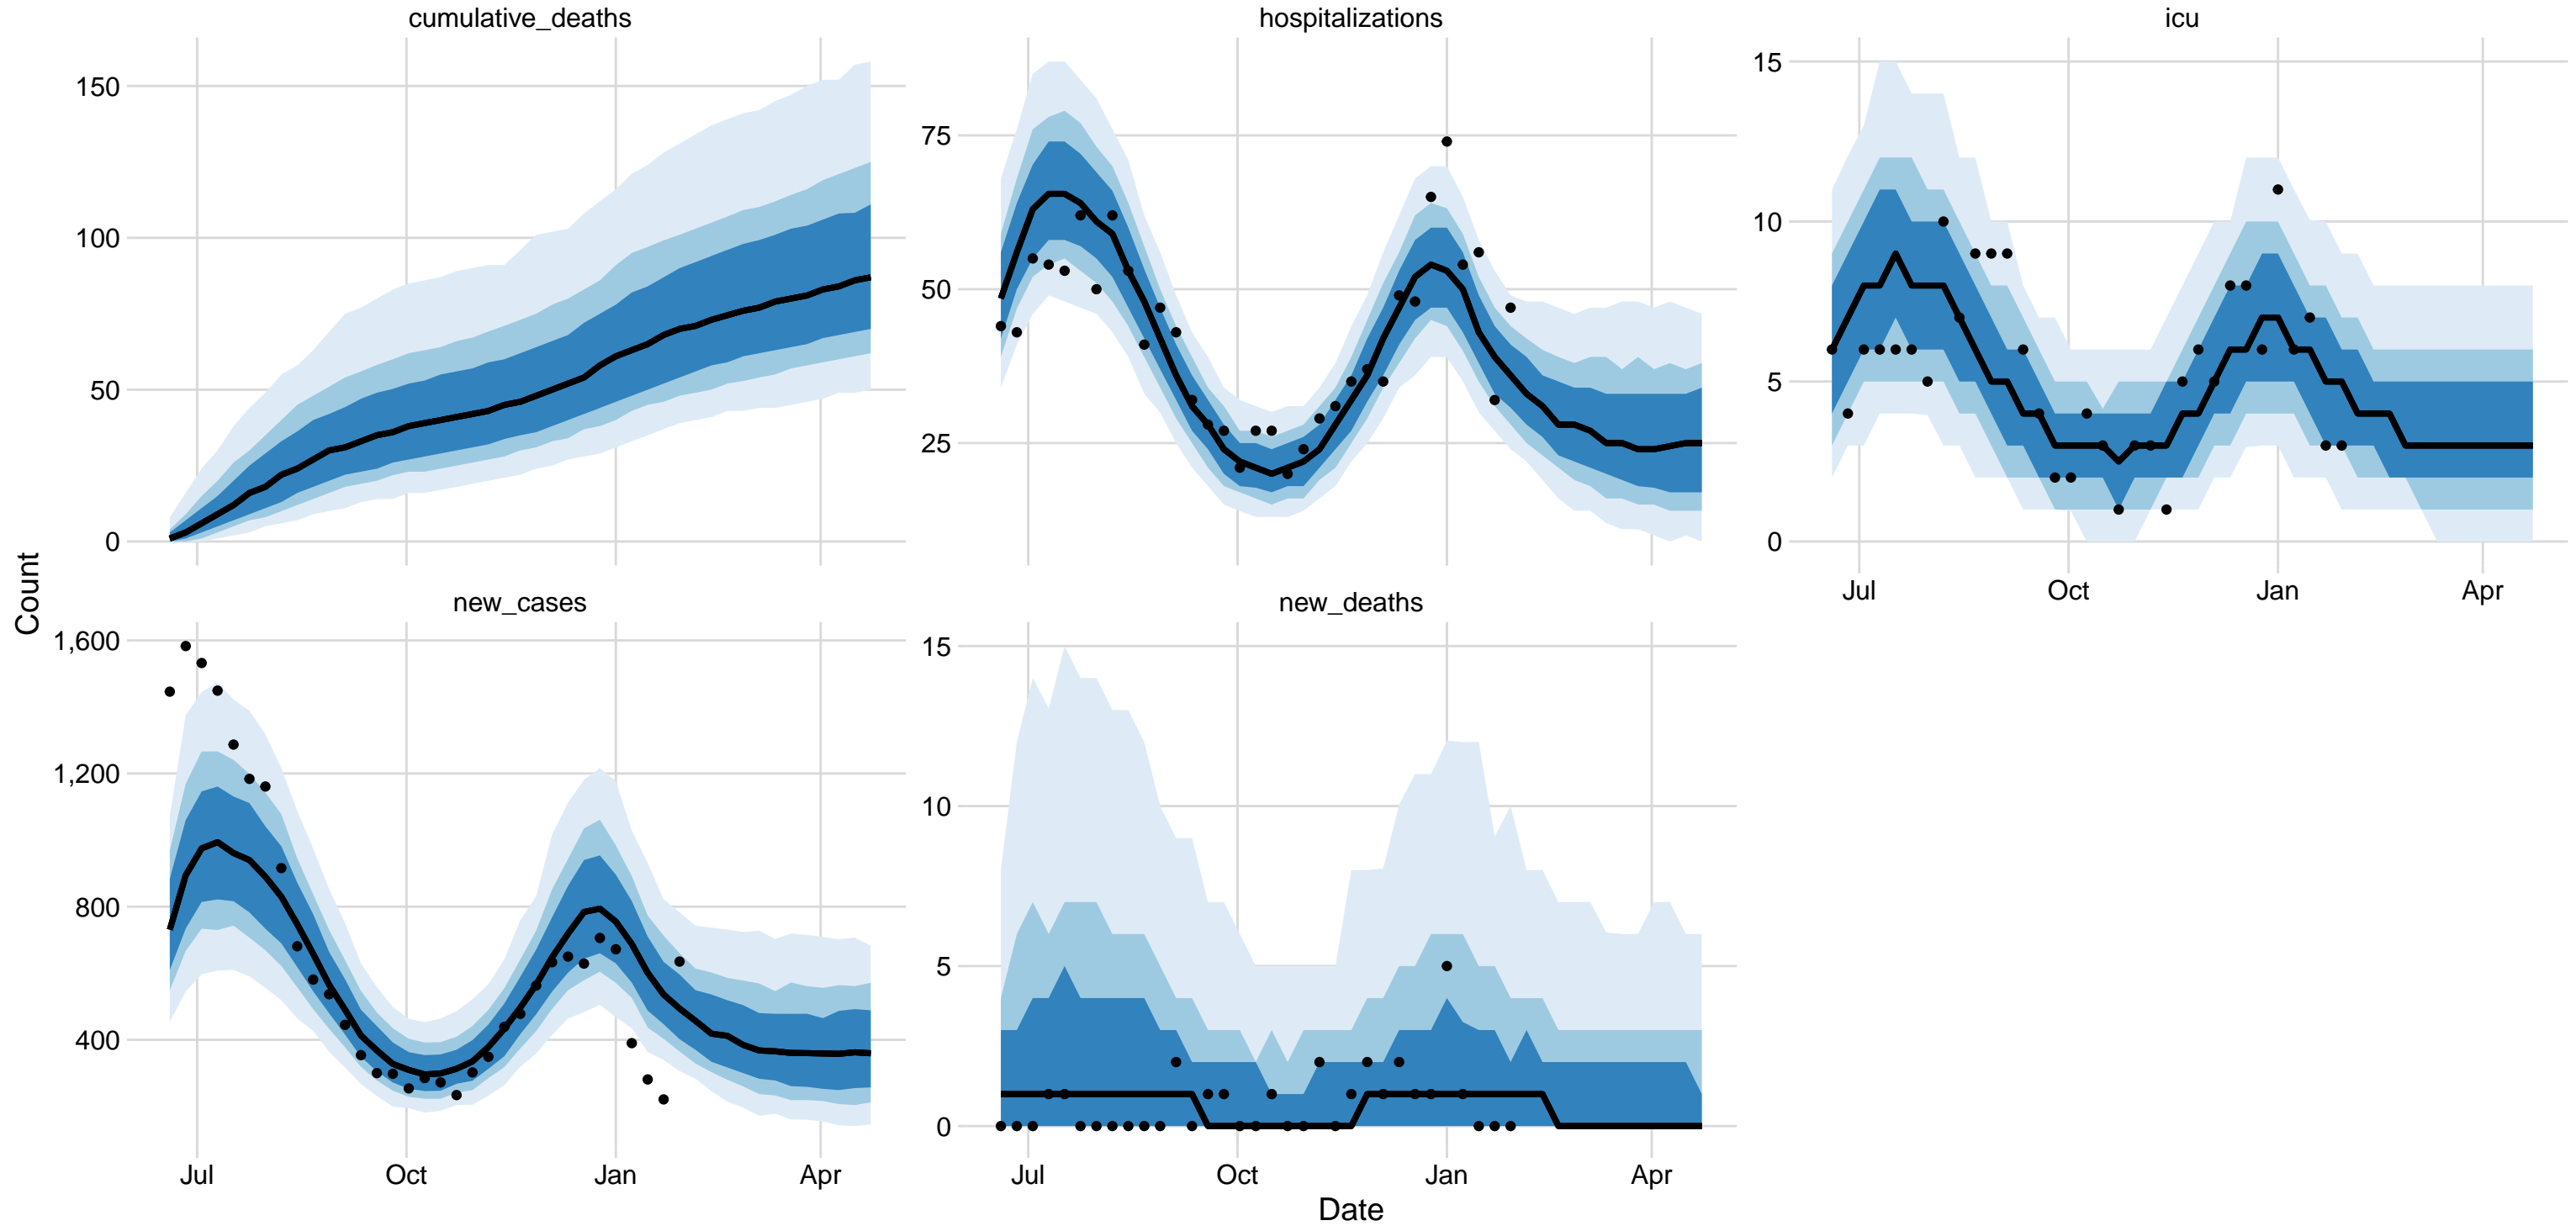 cumulative_deaths
hospitalizations
icu
150
100
50
0
75
50
25
15
10
5
0
Jul Oct Jan Apr
Count
new_cases
new_deaths
1,600
1,200
800
400
Jul Oct Jan Apr
15
10
5
0
Jul Oct Jan Apr
Date